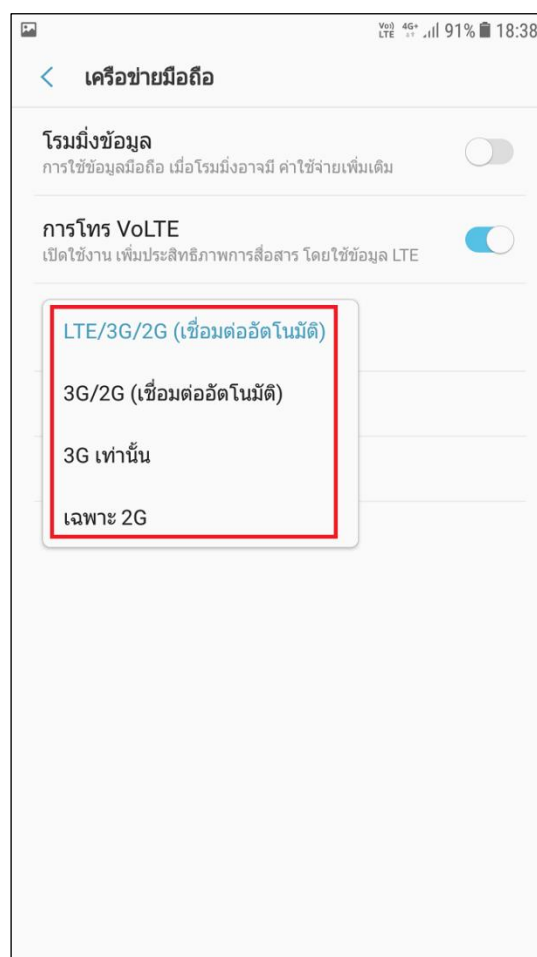 Vo)) LTE 4G+ 91% 18:38
เครือข่ายมือถือ
โรมมิ่งข้อมูล
การใช้ข้อมูลมือถือ เมื่อโรมมิ่งอาจมี ค่าใช้จ่ายเพิ่มเติม
การโทร VoLTE
เปิดใช้งาน เพิ่มประสิทธิภาพการสื่อสาร โดยใช้ข้อมูล LTE
LTE/3G/2G (เชื่อมต่ออัตโนมัติ)
3G/2G (เชื่อมต่ออัตโนมัติ)
3G เท่านั้น
เฉพาะ 2G